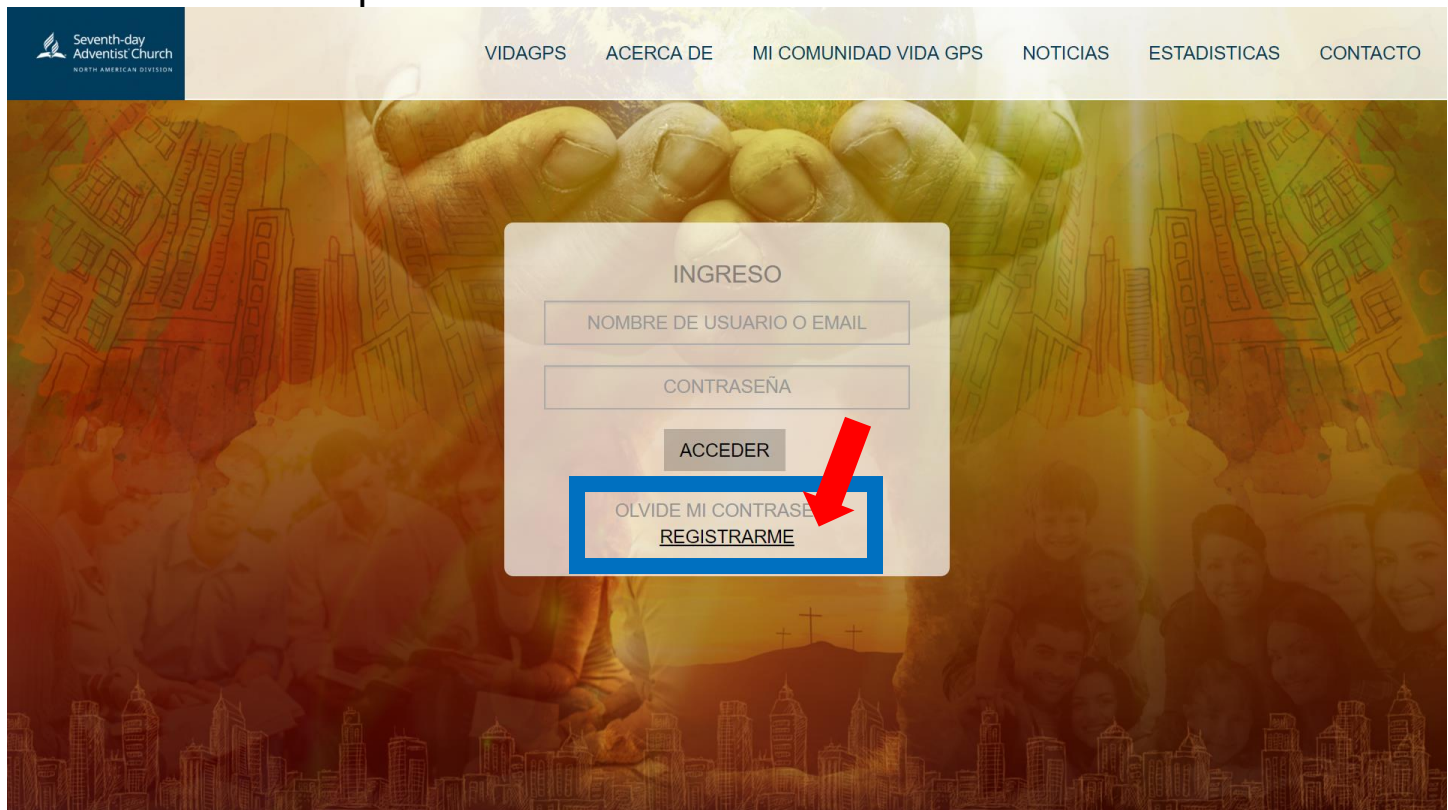 Seventh-day
Adventist Church
NORTH AMERICAN DIVISION
VIDAGPS ACERCA DE MI COMUNIDAD VIDA GPS NOTICIAS ESTADISTICAS CONTACTO
INGRESO
NOMBRE DE USUARIO O EMAIL
CONTRASEÑA
ACCEDER
OLVIDE MI
REGISTRARME